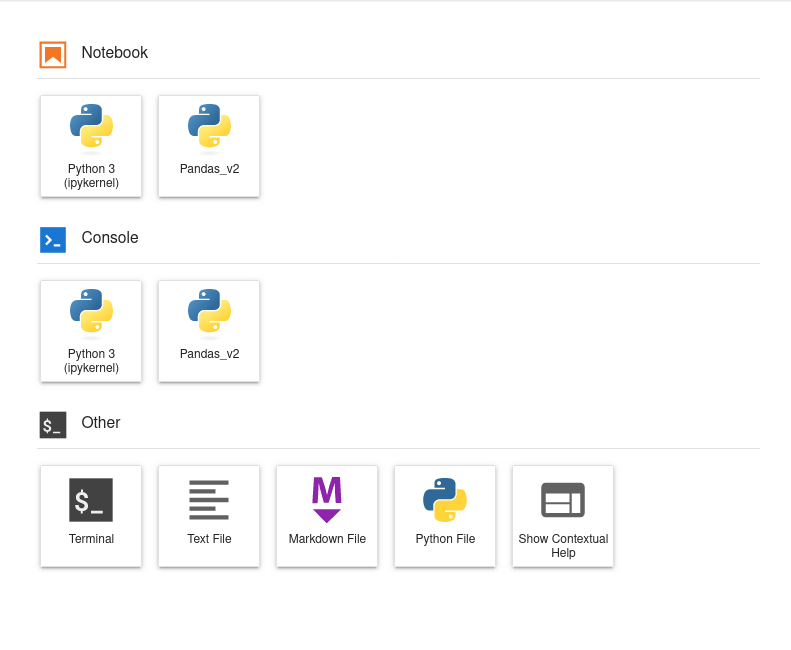 Notebook
Python 3
(ipykernel)
Pandas_v2
Console
Python 3
(ipykernel)
Pandas_v2
$_
Other
$_
Terminal
Text File
M
Markdown File
Python File
Show Contextual
Help